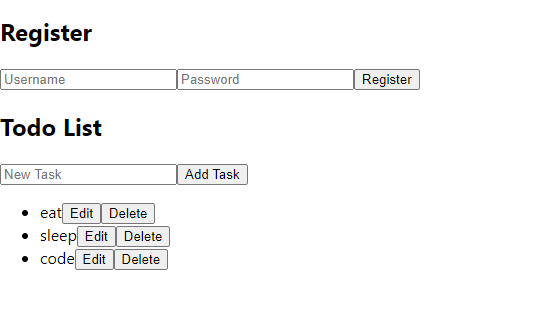 Register
Username Password Register
Todo List
New Task Add Task
eat Edit Delete
sleep Edit Delete
code Edit Delete